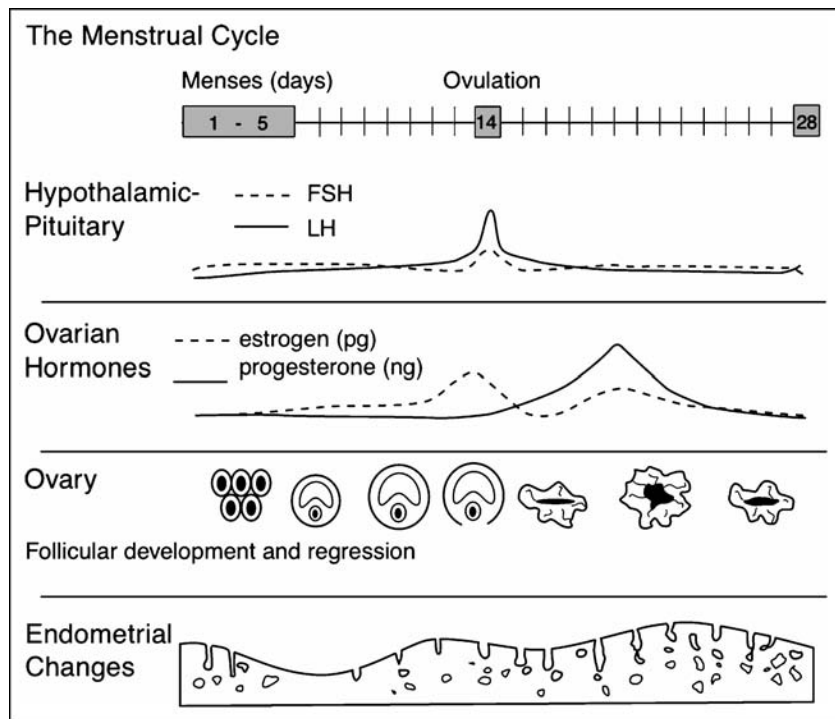 The Menstrual Cycle
Menses (days) Ovulation
1 - 5 14 28
Hypothalamic-
Pituitary
FSH
LH
Ovarian
Hormones
estrogen (pg)
progesterone (ng)
Ovary
Follicular development and regression
Endometrial
Changes